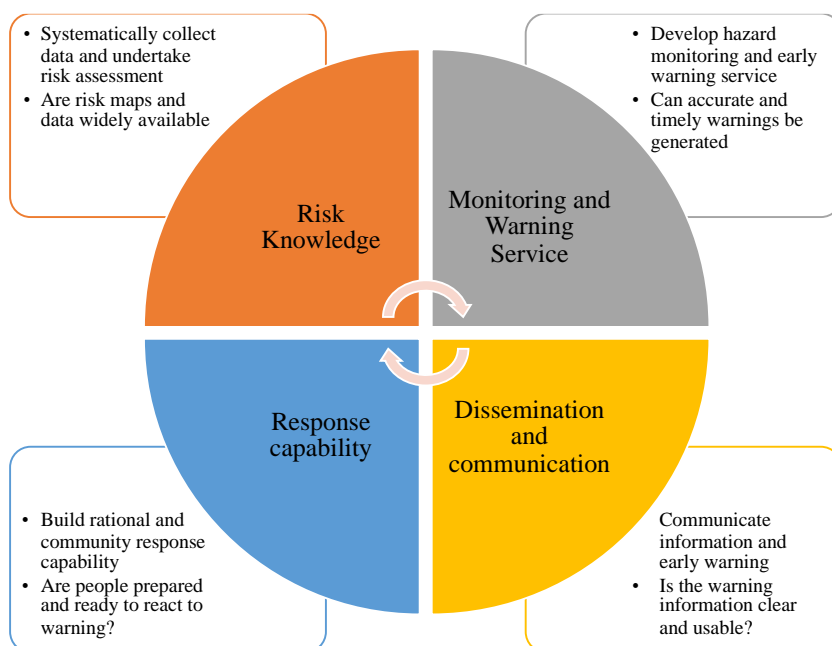 • Systematically collect
data and undertake
risk assessment
• Are risk maps and
data widely available
• Develop hazard
monitoring and early
warning service
• Can accurate and
timely warnings be
generated
Risk
Knowledge
Monitoring and
Warning
Service
Response
capability
Dissemination
and
communication
• Build rational and
community response
capability
• Are people prepared
and ready to react to
warning?
Communicate
information and
early warning
• Is the warning
information clear
and usable?